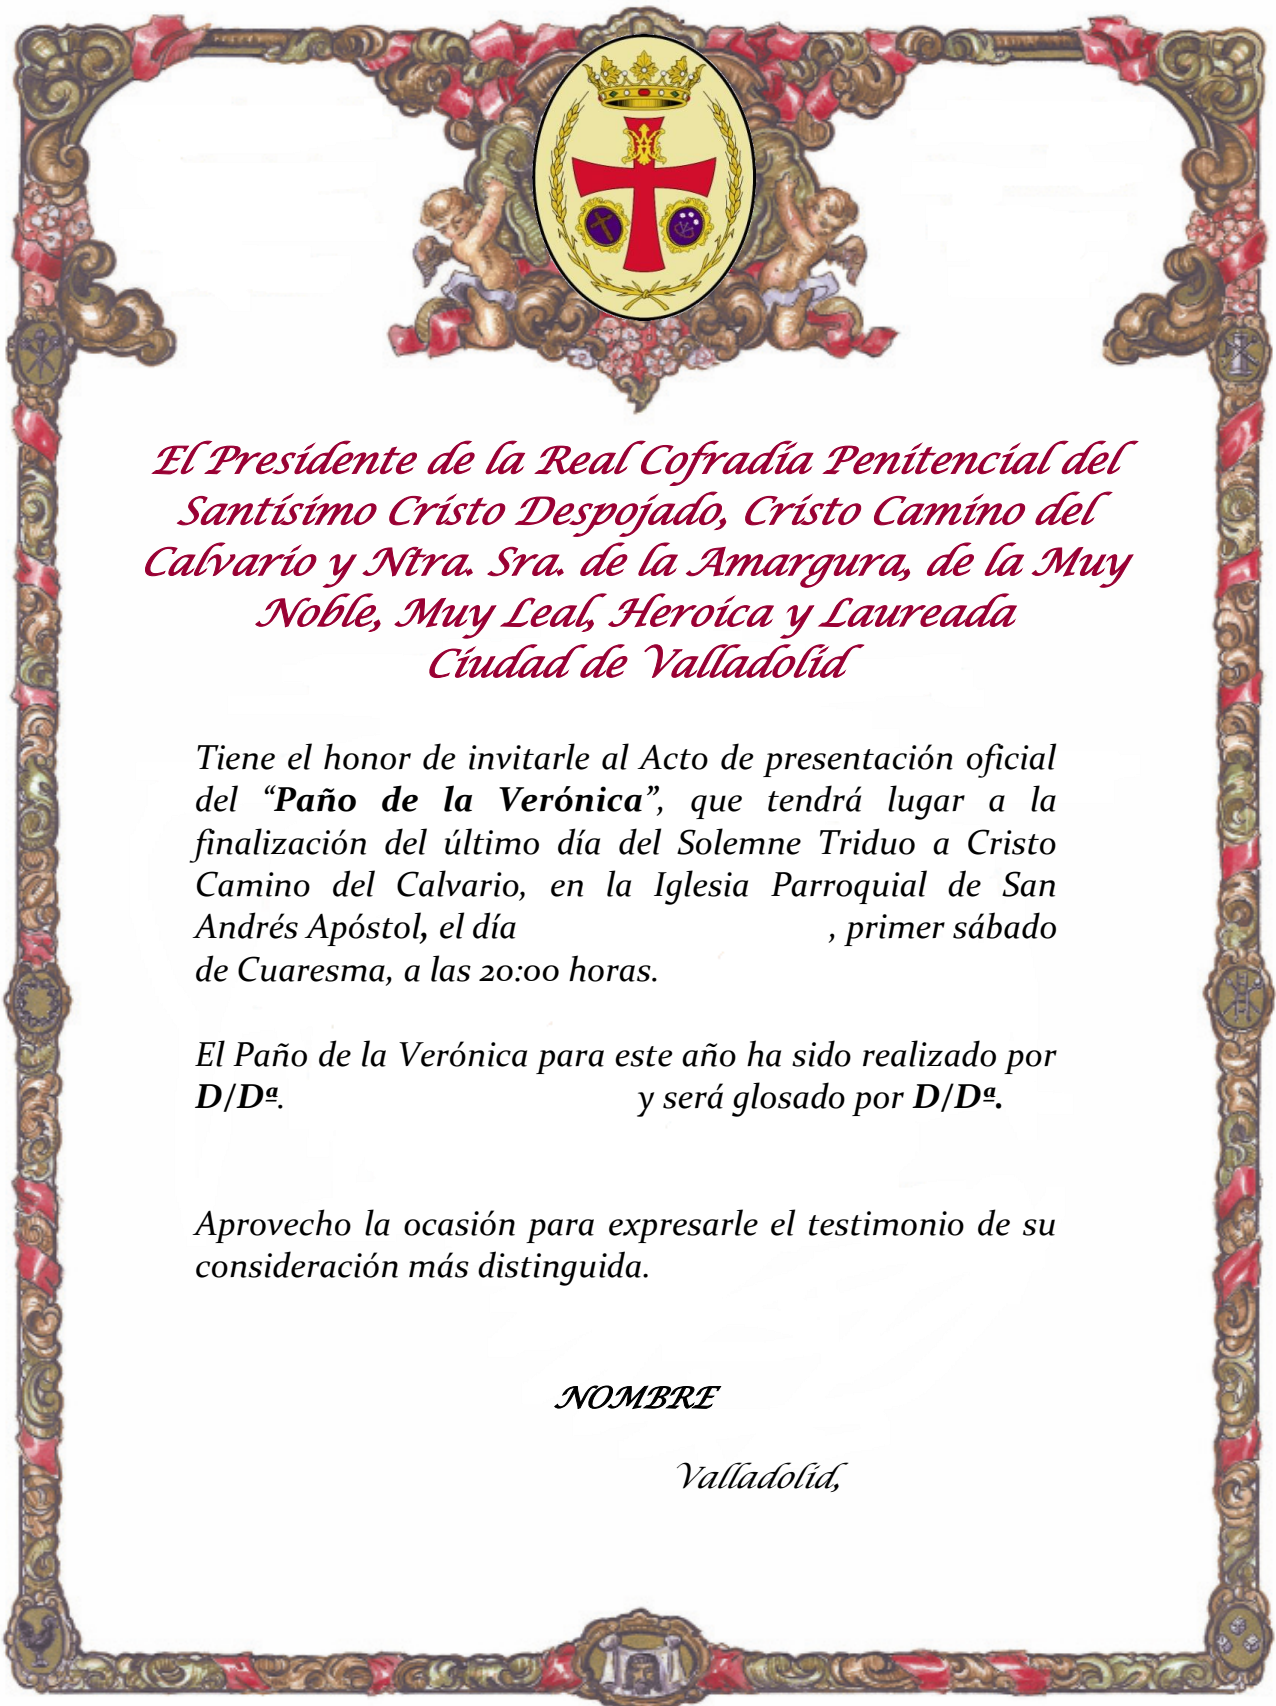 El Presidente de la Real Cofradía Penitencial del
Santísimo Cristo Despojado, Cristo Camino del
Calvario y Ntra. Sra. de la Amargura, de la Muy
Noble, Muy Leal, Heroica y Laureada
Ciudad de Valladolid
Tiene el honor de invitarle al Acto de presentación oficial
del “Paño de la Verónica”, que tendrá lugar a la
finalización del último día del Solemne Triduo a Cristo
Camino del Calvario, en la Iglesia Parroquial de San
Andrés Apóstol, el día , primer sábado
de Cuaresma, a las 20:00 horas.
El Paño de la Verónica para este año ha sido realizado por
D/Dª. y será glosado por D/Dª.
Aprovecho la ocasión para expresarle el testimonio de su
consideración más distinguida.
NOMBRE
Valladolid,